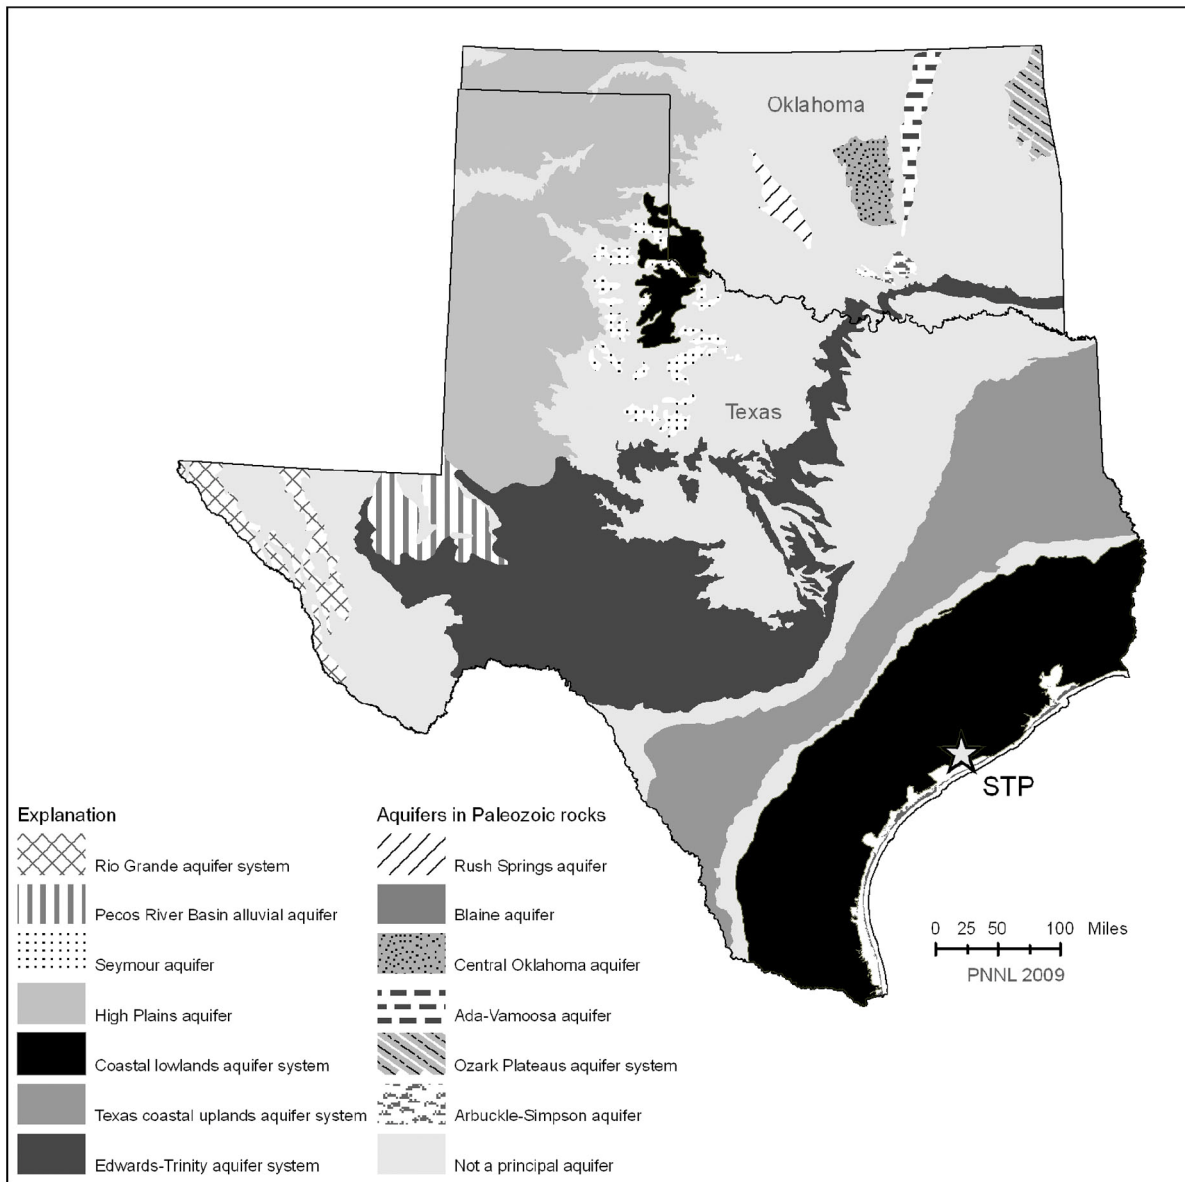 Oklahoma
Texas
STP
Explanation
Rio Grande aquifer system
Pecos River Basin alluvial aquifer
Seymour aquifer
High Plains aquifer
Coastal lowlands aquifer system
Texas coastal uplands aquifer system
Edwards-Trinity aquifer system
Aquifers in Paleozoic rocks
Rush Springs aquifer
Blaine aquifer
Central Oklahoma aquifer
Ada-Vamoosa aquifer
Ozark Plateaus aquifer system
Arbuckle-Simpson aquifer
Not a principal aquifer
0 25 50 100 Miles
PNNL 2009